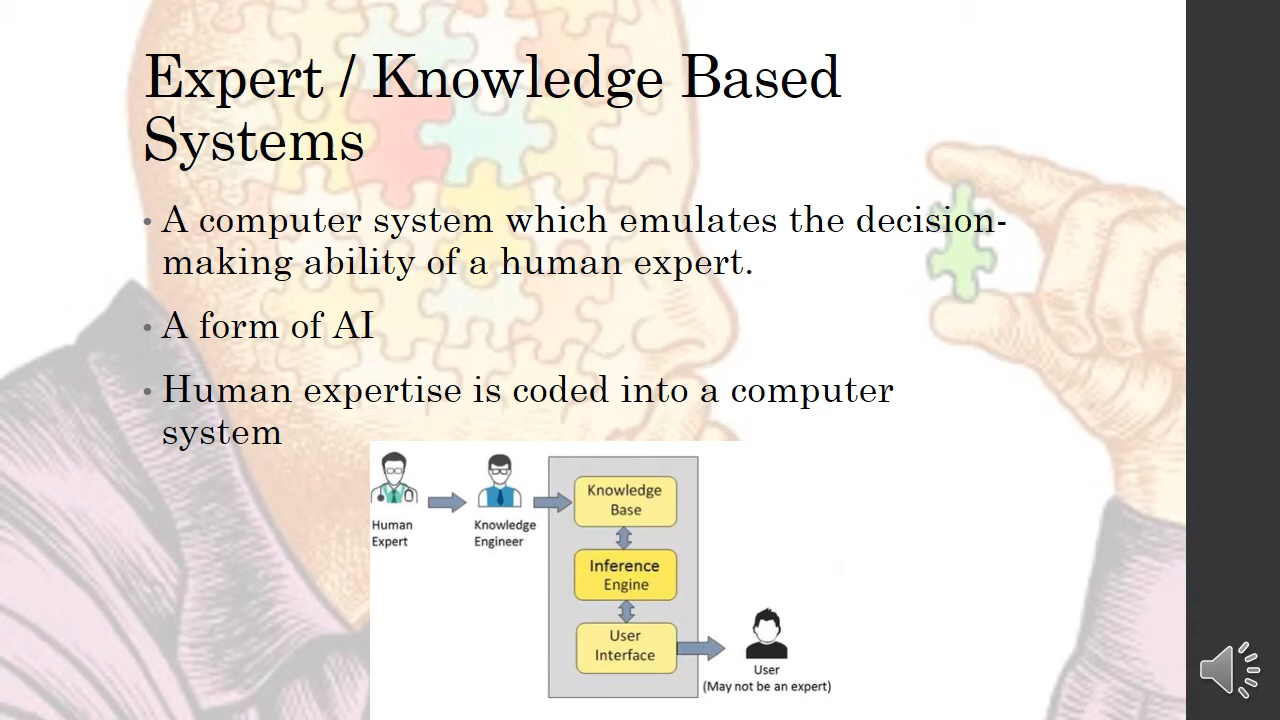 Expert / Knowledge Based
Systems
• A computer system which emulates the decision-
making ability of a human expert.
• A form of AI
• Human expertise is coded into a computer
system
Human
Expert
Knowledge
Engineer
Knowledge
Base
Inference
Engine
User
Interface
User
(May not be an expert)